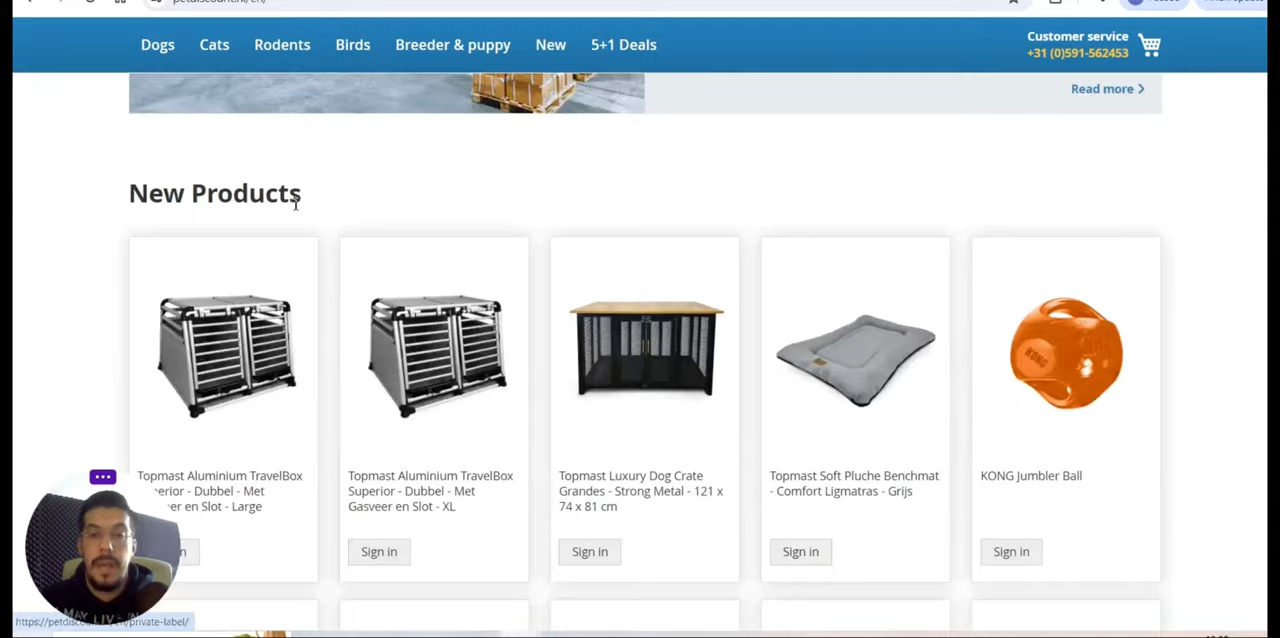 Dogs
Cats
Rodents
Birds
Breeder & puppy
New
5+1 Deals
Customer service
+31 (0)591-562453
Read more
New Products
Topmast Aluminium TravelBox
erior - Dubbel - Met
er en Slot - Large
Topmast Aluminium TravelBox
Superior - Dubbel - Met
Gasveer en Slot - XL
Sign in
Topmast Luxury Dog Crate
Grandes - Strong Metal - 121 x
74 x 81 cm
Sign in
Topmast Soft Pluche Benchmat
- Comfort Ligmatras - Grijs
Sign in
KONG
KONG Jumbler Ball
Sign in